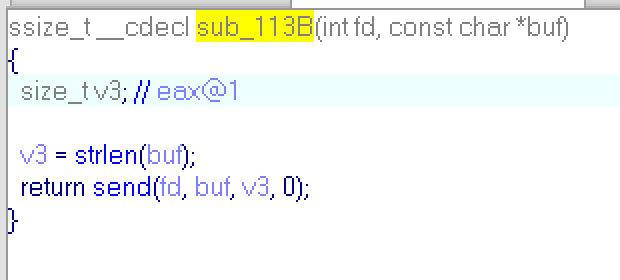 ssize_t __cdecl sub_113B(int fd, const char *buf)
{
size_t v3; // eax@1
v3 = strlen(buf);
return send(fd, buf, v3, 0);
}